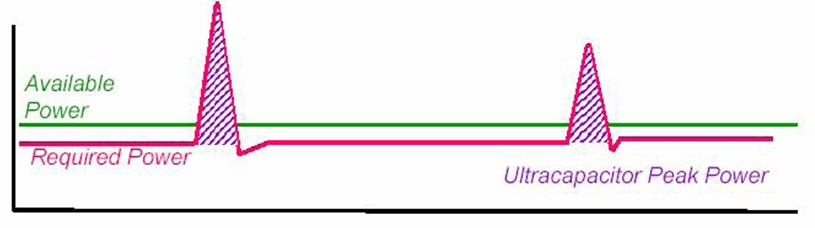 Available
Power
Required Power
Ultracapacitor Peak Power